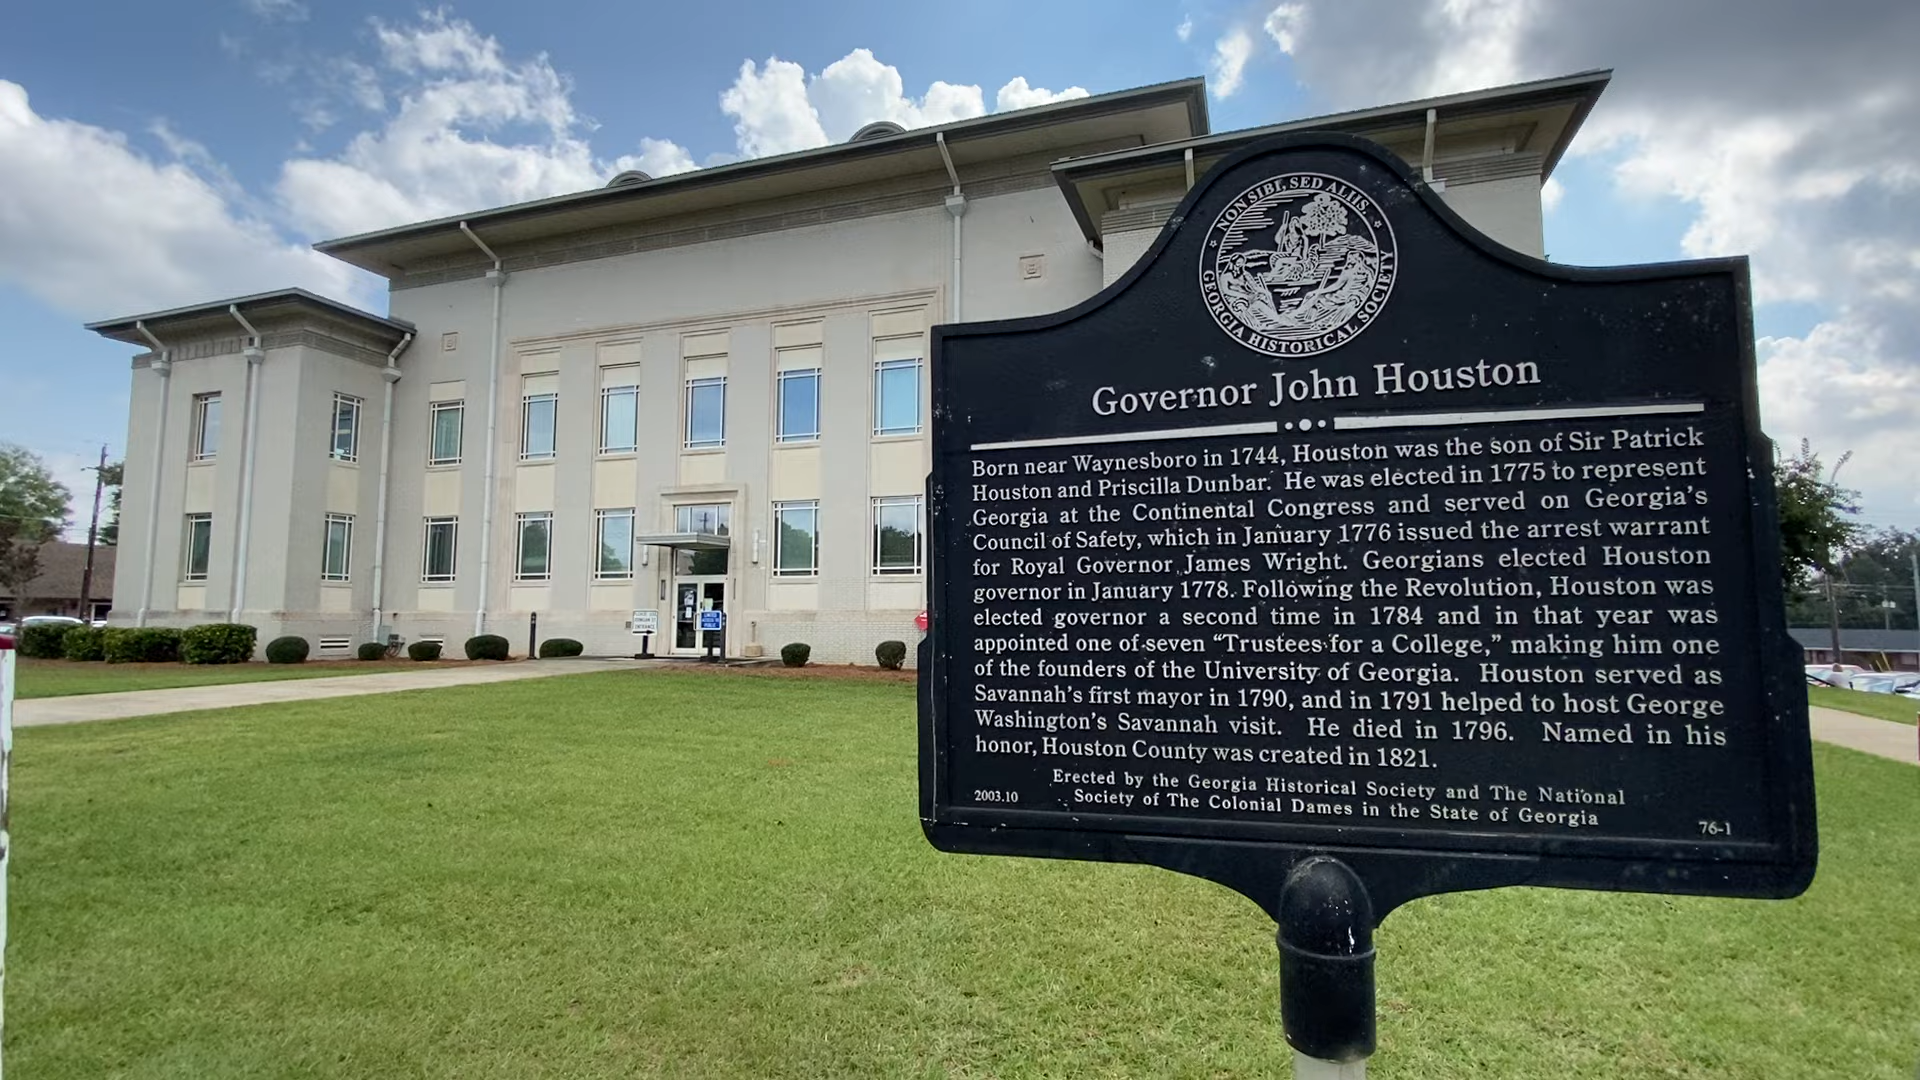 NON SIBI, SED ALIIS.
GEORGIA HISTORICAL SOCIETY
Governor John Houston
Born near Waynesboro in 1744, Houston was the son of Sir Patrick
Houston and Priscilla Dunbar. He was elected in 1775 to represent
Georgia at the Continental Congress and served on Georgia's
Council of Safety, which in January 1776 issued the arrest warrant
for Royal Governor James Wright. Georgians elected Houston
governor in January 1778. Following the Revolution, Houston was
elected governor a second time in 1784 and in that year was
appointed one of seven “Trustees for a College,” making him one
of the founders of the University of Georgia. Houston served as
Savannah's first mayor in 1790, and in 1791 helped to host George
Washington's Savannah visit. He died in 1796. Named in his
honor, Houston County was created in 1821.
Erected by the Georgia Historical Society and The National
Society of The Colonial Dames in the State of Georgia
2003.10
76-1